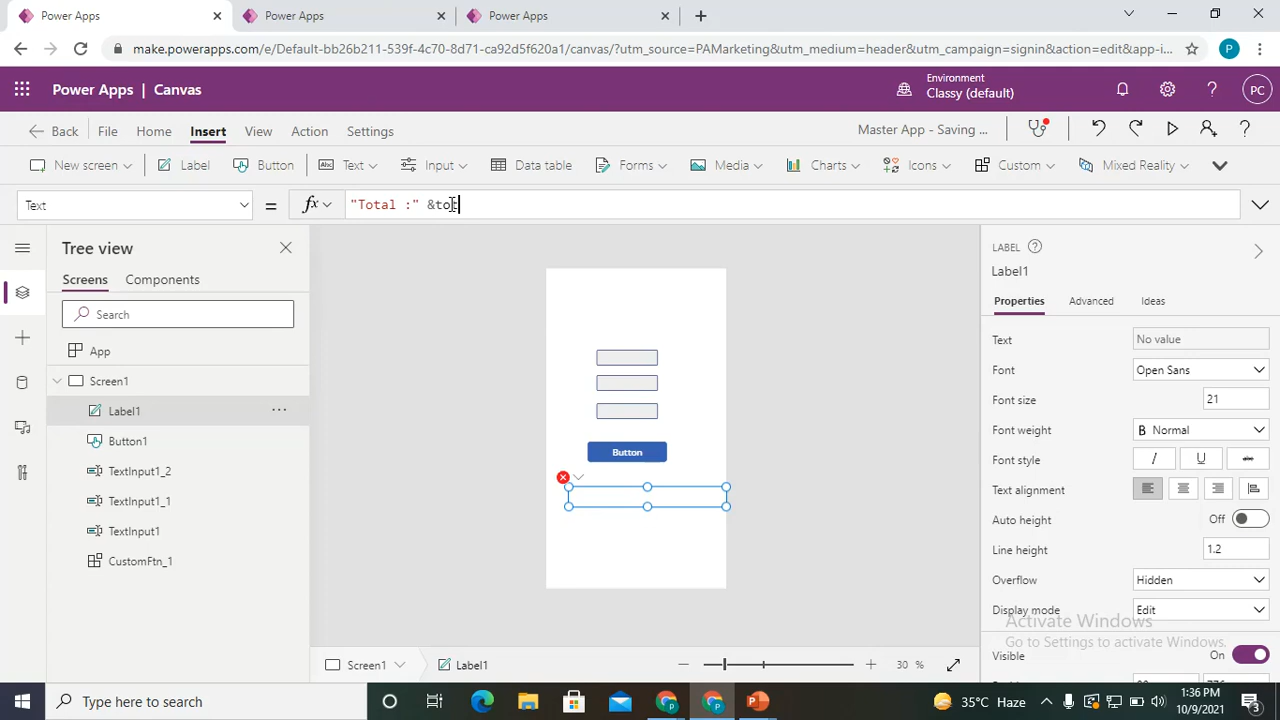 Power Apps
Power Apps
Power Apps
make.powerapps.com/e/Default-bb26b211-539f-4c70-8d71-ca92d5f620a1/canvas/?utm_source=PAMarketing&utm_medium=header&utm_campaign=signin&action=edit&app-i...
P
Power Apps | Canvas
Environment
Classy (default)
PC
Back
File
Home
Insert
View
Action
Settings
Master App - Saving ...
New screen
Label
Button
Text
Input
Data table
Forms
Media
Charts
Icons
Custom
Mixed Reality
Text
=
fx
"Total :" &tot
Tree view
Screens
Components
Search
App
Screen1
Label1
Button1
TextInput1_2
TextInput1_1
TextInput1
CustomFtn_1
Button
LABEL
Label1
Properties
Advanced
Ideas
Text
No value
Font
Open Sans
Font size
21
Font weight
B Normal
Font style
Text alignment
Auto height
Off
Line height
1.2
Overflow
Hidden
Display mode
Edit
Visible
On
Activate Windows
Go to Settings to activate Windows.
Screen1
Label1
30 %
Type here to search
35°C Haze
1:36 PM
10/9/2021
3